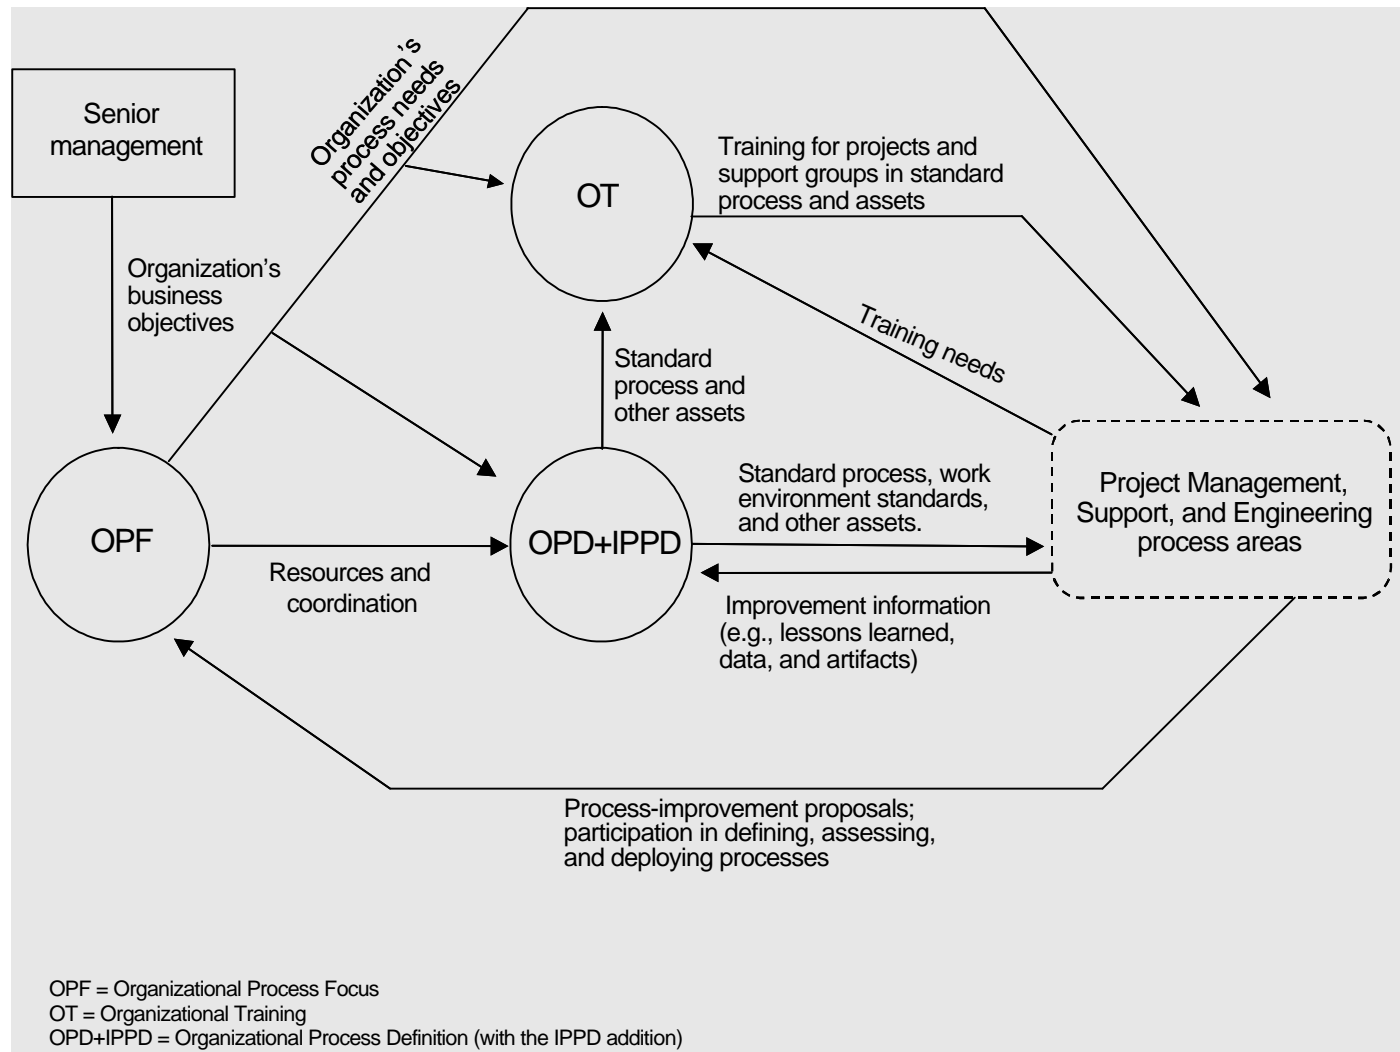 Organization's
process needs
and objectives
Senior
management
OT
Training for projects and
support groups in standard
process and assets
Organization's
business
objectives
Training needs
Standard
process and
other assets
OPF
OPD+IPPD
Standard process, work
environment standards,
and other assets.
Project Management,
Support, and Engineering
process areas
Resources and
coordination
Improvement information
(e.g., lessons learned,
data, and artifacts)
Process-improvement proposals;
participation in defining, assessing,
and deploying processes
OPF = Organizational Process Focus
OT = Organizational Training
OPD+IPPD = Organizational Process Definition (with the IPPD addition)